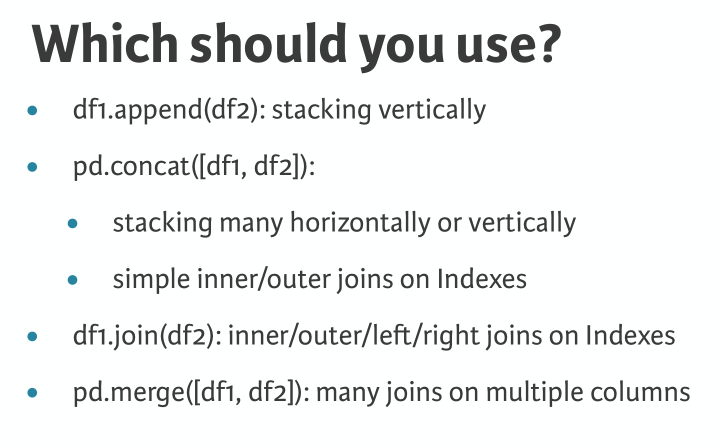 Which should you use?
• df1.append(df2): stacking vertically
• pd.concat([df1, df2]):
• stacking many horizontally or vertically
• simple inner/outer joins on Indexes
• df1.join(df2): inner/outer/left/right joins on Indexes
• pd.merge([df1, df2]): many joins on multiple columns